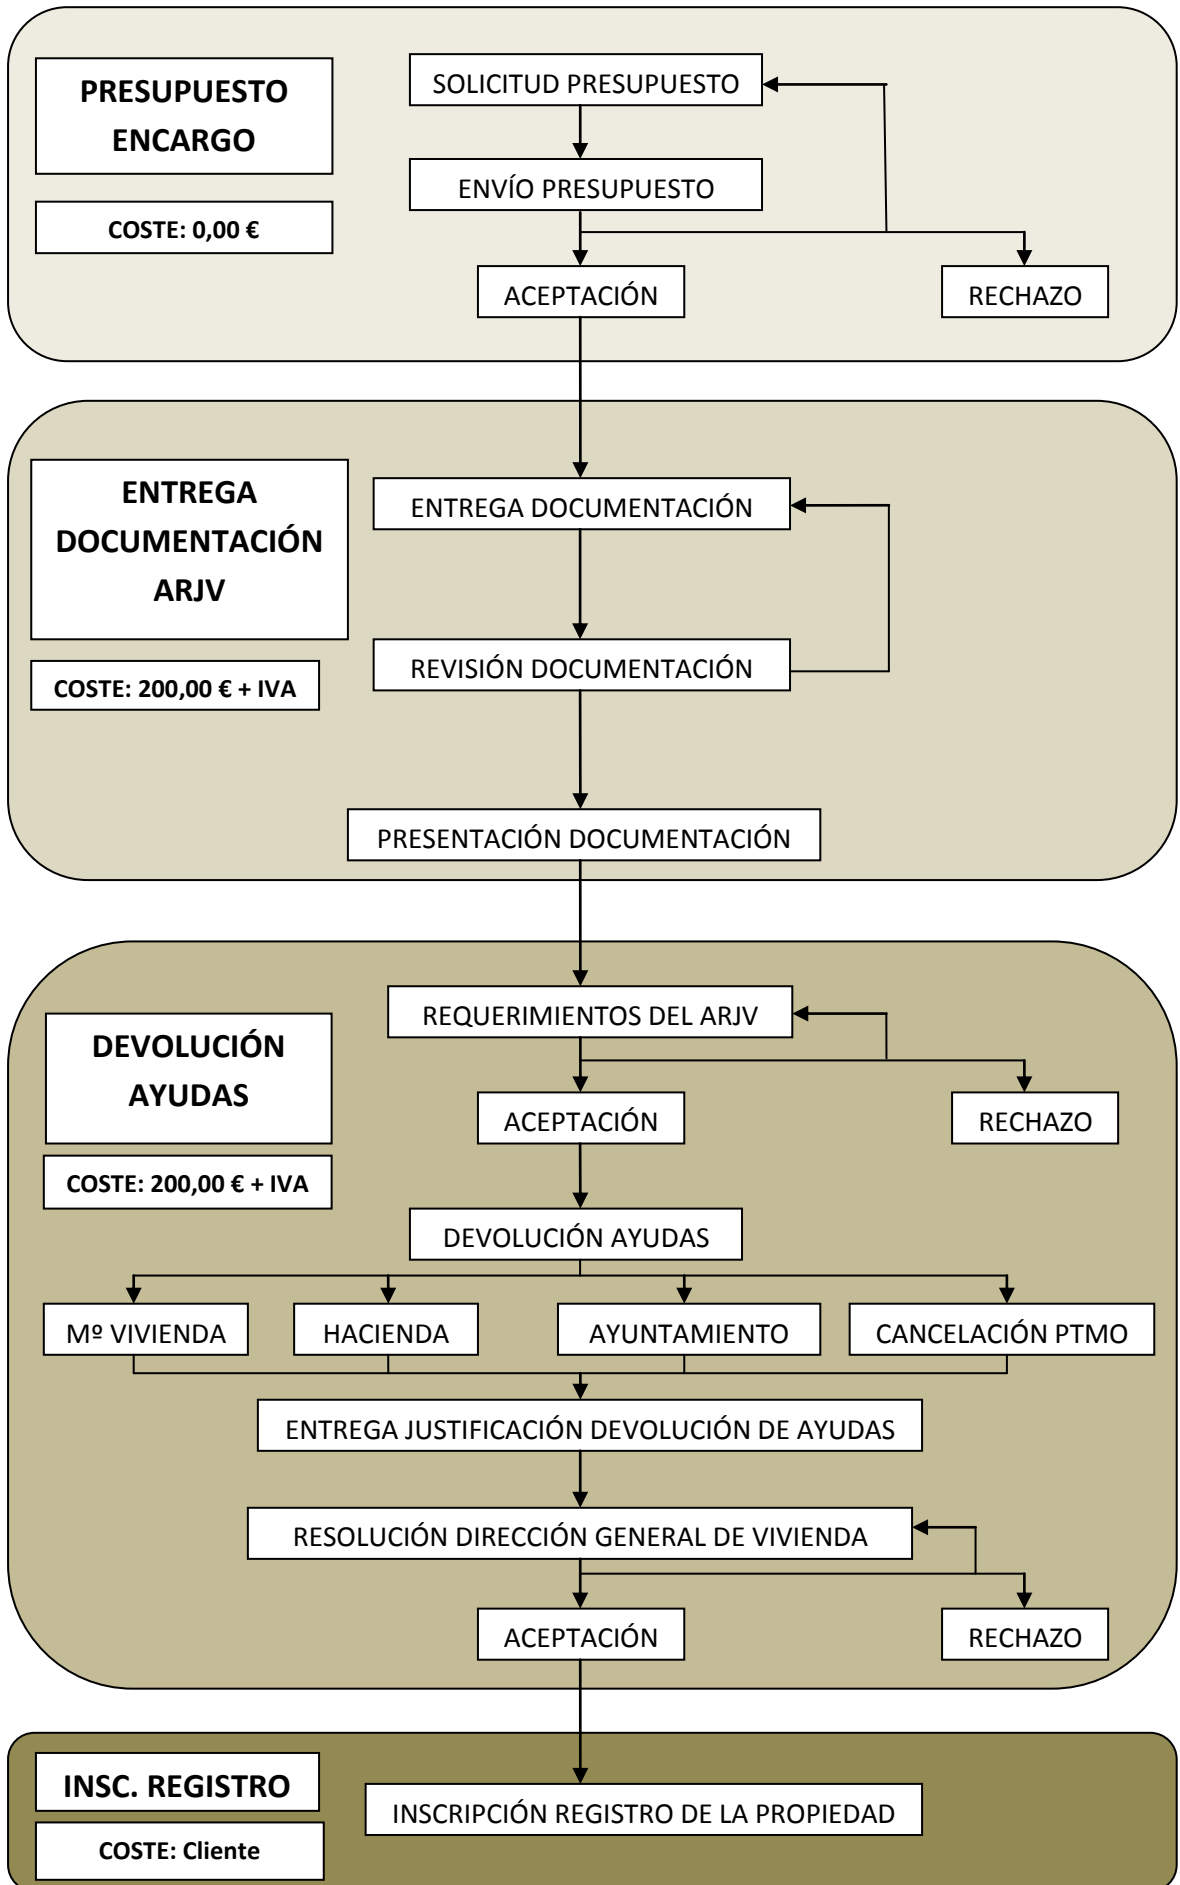 PRESUPUESTO
ENCARGO
COSTE: 0,00 €
SOLICITUD PRESUPUESTO
ENVÍO PRESUPUESTO
ACEPTACIÓN
RECHAZO
ENTREGA
DOCUMENTACIÓN
ARJV
COSTE: 200,00 € + IVA
ENTREGA DOCUMENTACIÓN
REVISIÓN DOCUMENTACIÓN
PRESENTACIÓN DOCUMENTACIÓN
DEVOLUCIÓN
AYUDAS
COSTE: 200,00 € + IVA
REQUERIMIENTOS DEL ARJV
ACEPTACIÓN
RECHAZO
DEVOLUCIÓN AYUDAS
Mº VIVIENDA
HACIENDA
AYUNTAMIENTO
CANCELACIÓN PTMO
ENTREGA JUSTIFICACIÓN DEVOLUCIÓN DE AYUDAS
RESOLUCIÓN DIRECCIÓN GENERAL DE VIVIENDA
ACEPTACIÓN
RECHAZO
INSC. REGISTRO
COSTE: Cliente
INSCRIPCIÓN REGISTRO DE LA PROPIEDAD